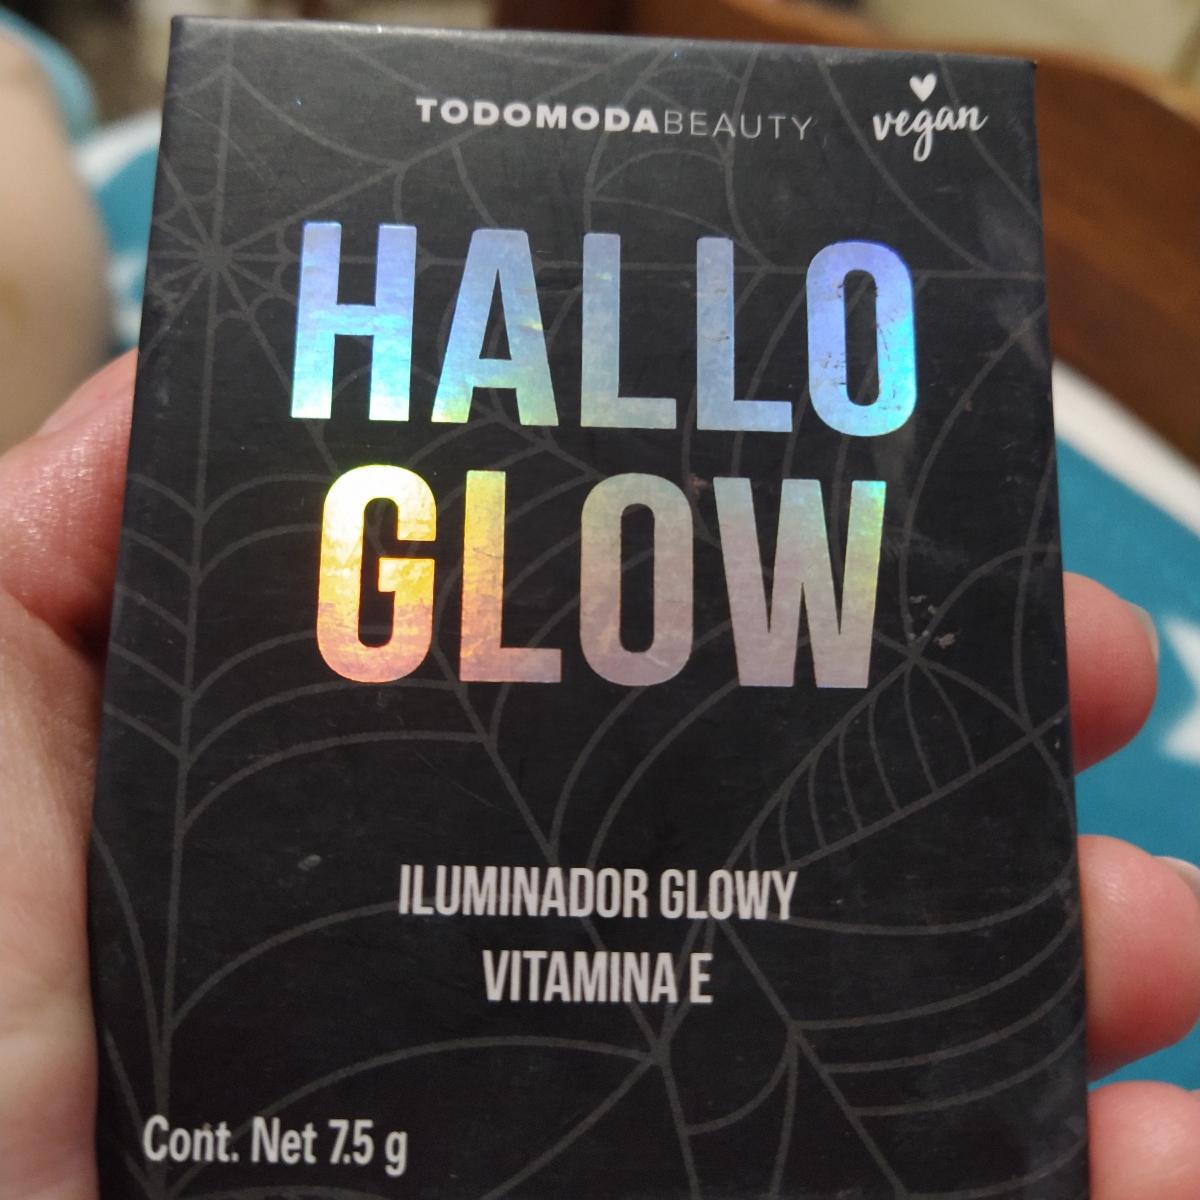 TODOMODABEAUTY
vegan
HALLO
GLOW
ILUMINADOR GLOWY
VITAMINA E
Cont. Net 7.5 g